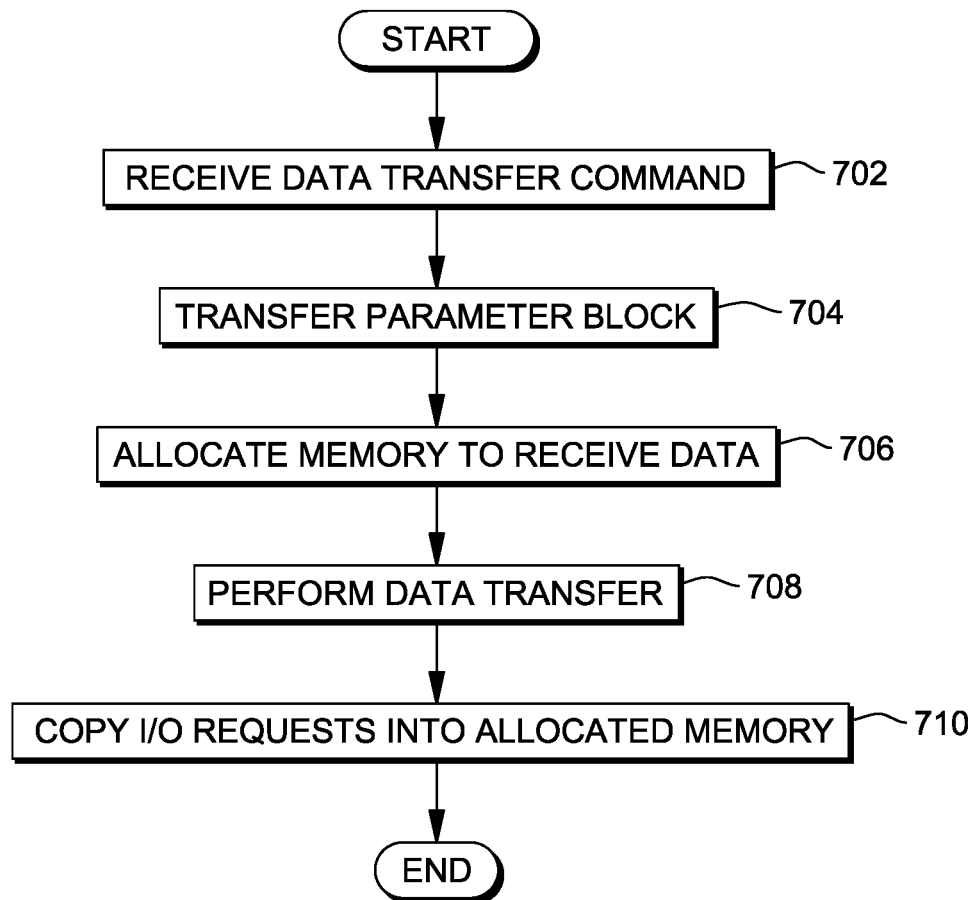 START
RECEIVE DATA TRANSFER COMMAND
702
TRANSFER PARAMETER BLOCK
704
ALLOCATE MEMORY TO RECEIVE DATA
706
PERFORM DATA TRANSFER
708
COPY I/O REQUESTS INTO ALLOCATED MEMORY
710
END